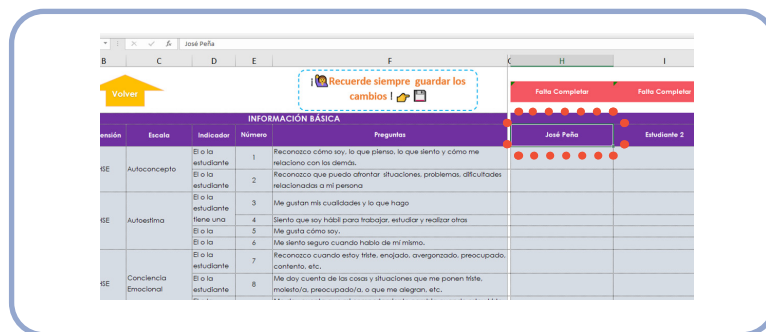 José Peña
B C D E F G H I
Volver
¡ Recuerde siempre guardar los
cambios !
Falta Completar
Falta Completar
INFORMACIÓN BÁSICA
ensión Escala Indicador Número Preguntas José Peña Estudiante 2
HSE
Autoconcepto
El o la
estudiante
1
Reconozco cómo soy, lo que pienso, lo que siento y cómo me
relaciono con los demás.
El o la
estudiante
2
Reconozco que puedo afrontar situaciones, problemas, dificultades
relacionadas a mi persona
HSE
Autoestima
El o la
estudiante
tiene una
3
Me gustan mis cualidades y lo que hago
4
Siento que soy hábil para trabajar, estudiar y realizar otras
El o la
5
Me gusta cómo soy.
El o la
6
Me siento seguro cuando hablo de mí mismo.
HSE
Conciencia
Emocional
El o la
estudiante
7
Reconozco cuando estoy triste, enojado, avergonzado, preocupado,
contento, etc.
El o la
estudiante
8
Me doy cuenta de las cosas y situaciones que me ponen triste,
molesto/a, preocupado/a, o que me alegran, etc.